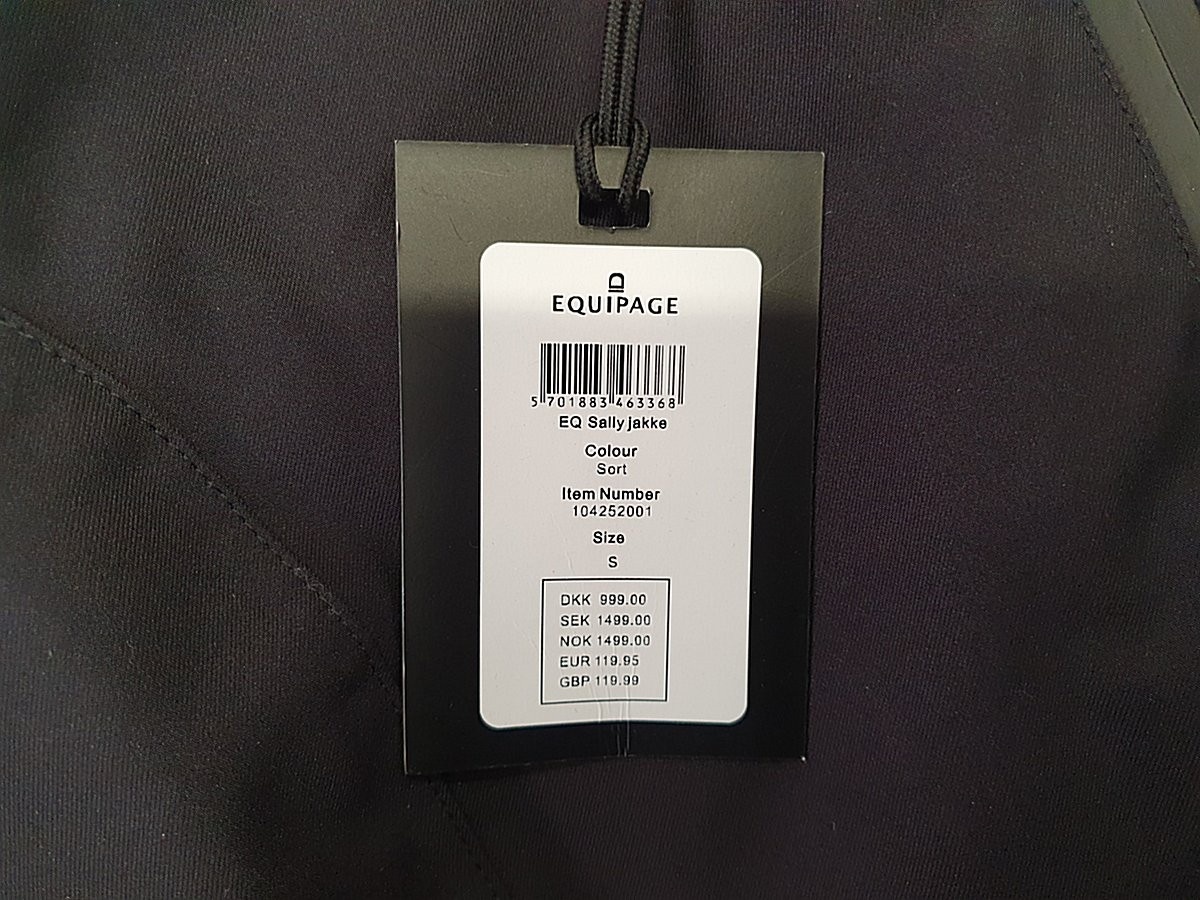 EQUIPAGE
5 701883 463368
EQ Sally jakke
Colour
Sort
Item Number
104252001
Size
S
DKK 999.00
SEK 1499.00
NOK 1499.00
EUR 119.95
GBP 119.99